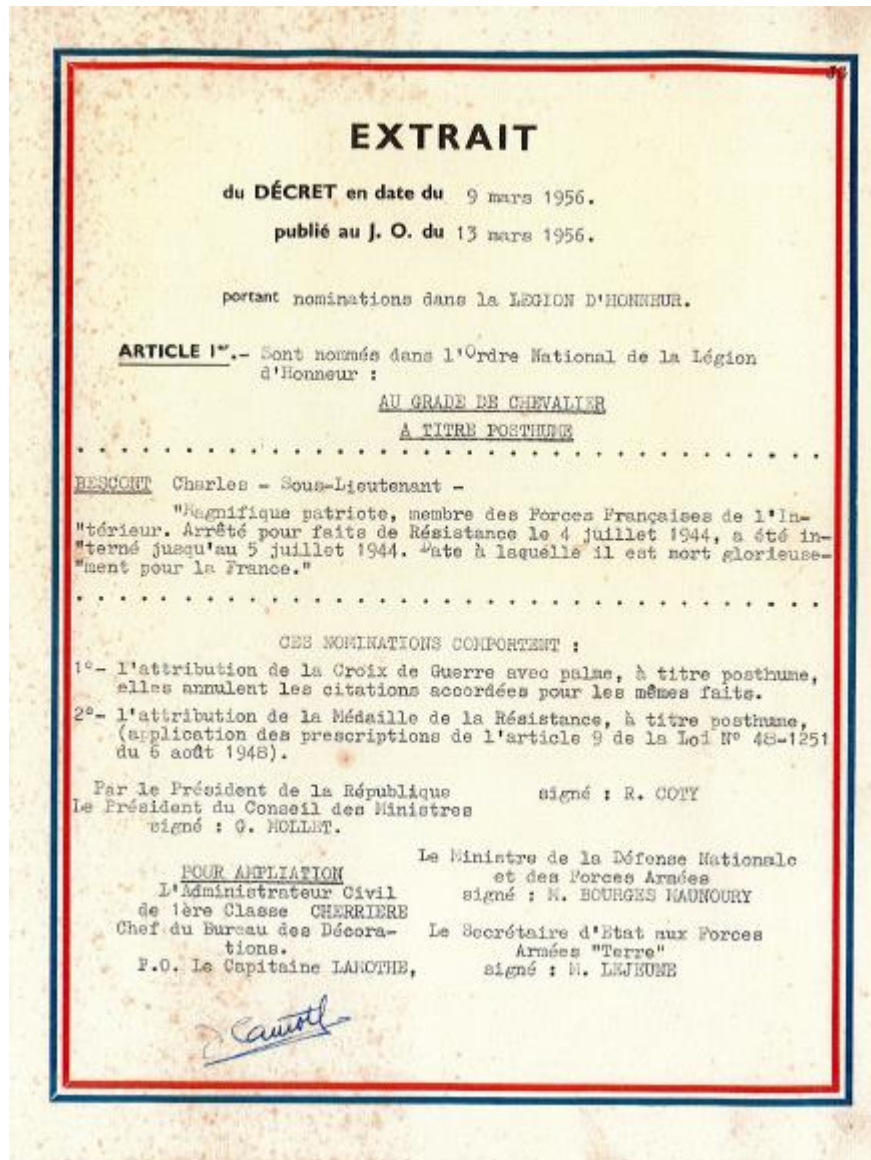 EXTRAIT
du DÉCRET en date du 9 mars 1956.
publié au J. O. du 13 mars 1956.
portant nominations dans la LEGION D'HONNEUR.
ARTICLE 1er.- Sont nommés dans l'Ordre National de la Légion
d'Honneur :
AU GRADE DE CHEVALIER
A TITRE POSTHUME
BESCONT Charles - Sous-Lieutenant -
"Magnifique patriote, membre des Forces Françaises de l'In-
"térieur. Arrêté pour faits de Résistance le 4 juillet 1944, a été in-
"terné jusqu'au 5 juillet 1944. Date à laquelle il est mort glorieuse-
"ment pour la France."
CES NOMINATIONS COMPORTENT :
1°- l'attribution de la Croix de Guerre avec palme, à titre posthume,
elles annulent les citations accordées pour les mêmes faits.
2°- l'attribution de la Médaille de la Résistance, à titre posthume,
(application des prescriptions de l'article 9 de la Loi N° 48-1251
du 6 août 1948).
Par le Président de la République signé : R. COTY
Le Président du Conseil des Ministres
signé : G. MOLLET.
Le Ministre de la Défense Nationale
et des Forces Armées
signé : M. BOURGES MAUNOURY
POUR AMPLIATION
L'Administrateur Civil
de 1ère Classe CHERRIERE
Chef du Bureau des Décora-
tions.
P.O. Le Capitaine LAMOTHE,
Le Secrétaire d'Etat aux Forces
Armées "Terre"
signé : M. LEJEUNE